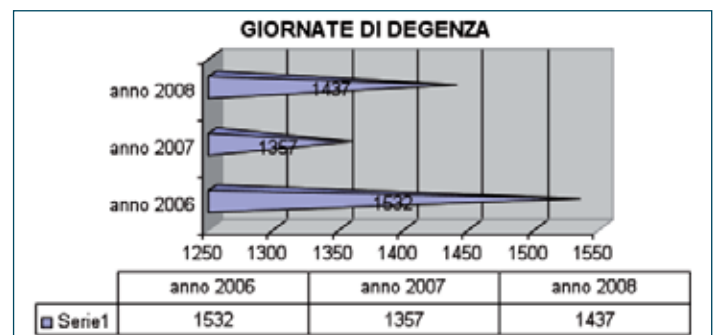 GIORNATE DI DEGENZA
anno 2008
1437
anno 2007
1357
anno 2006
1532
1250 1300 1350 1400 1450 1500 1550
anno 2006 anno 2007 anno 2008
Serie1 1532 1357 1437